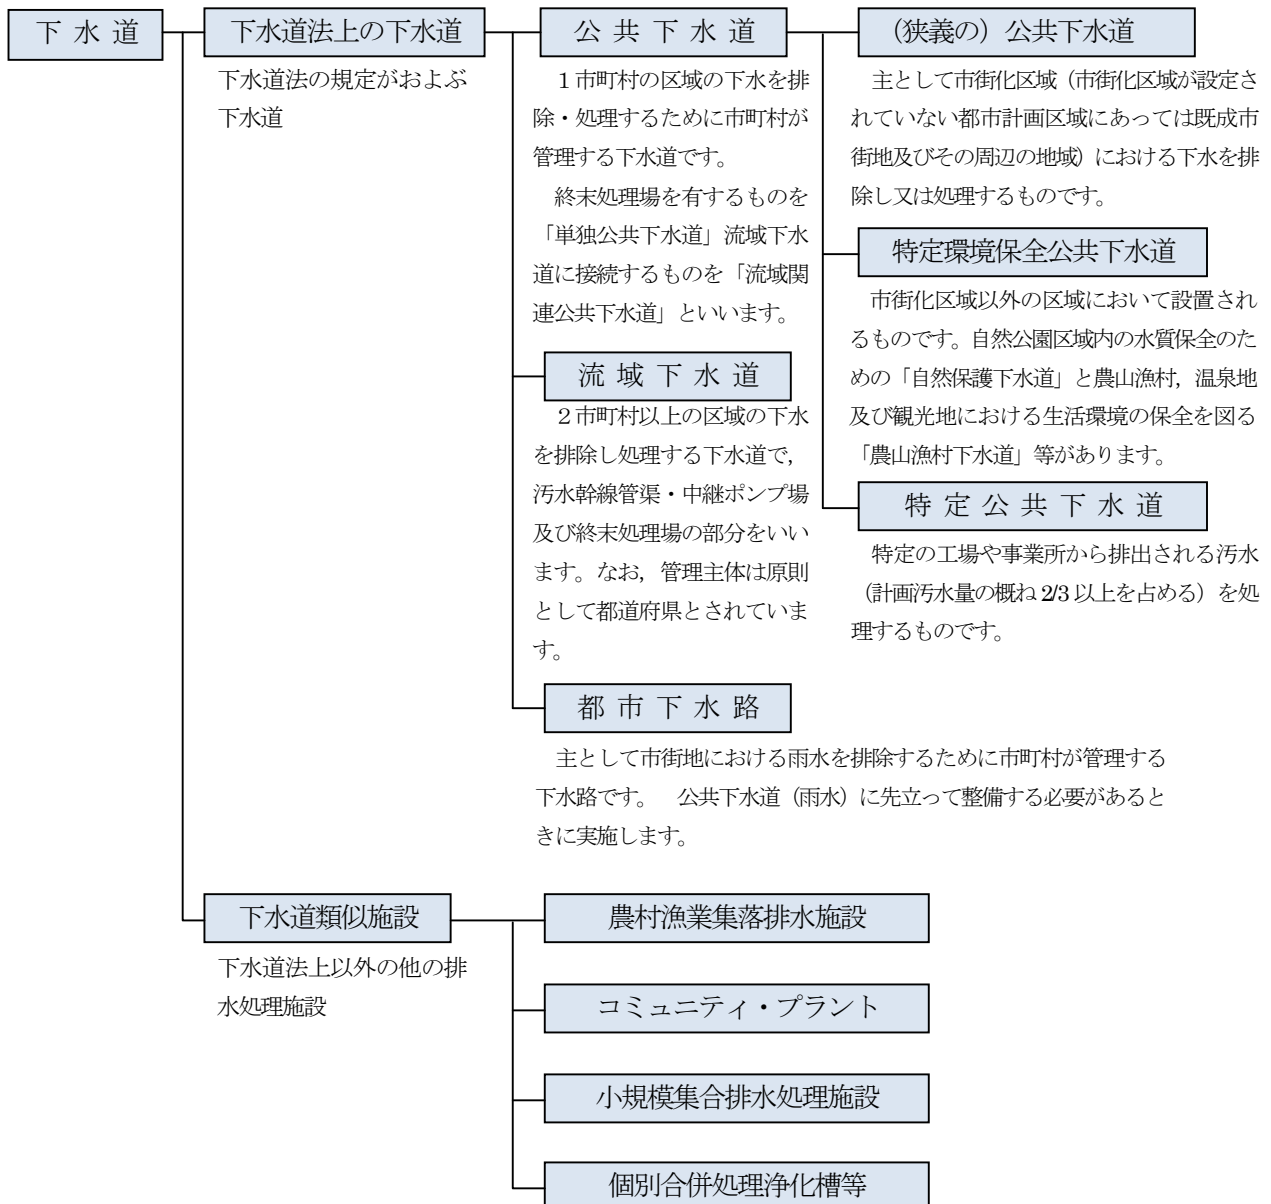 下水道
下水道法上の下水道
下水道法の規定がおよぶ
下水道
公共下水道
1市町村の区域の下水を排
除・処理するために市町村が
管理する下水道です。
終末処理場を有するものを
「単独公共下水道」流域下水
道に接続するものを「流域関
連公共下水道」といいます。
(狭義の)公共下水道
主として市街化区域(市街化区域が設定さ
れていない都市計画区域にあっては既成市
街地及びその周辺の地域)における下水を排
除し又は処理するものです。
特定環境保全公共下水道
市街化区域以外の区域において設置され
るものです。自然公園区域内の水質保全のた
めの「自然保護下水道」と農山漁村，温泉地
及び観光地における生活環境の保全を図る
「農山漁村下水道」等があります。
特定公共下水道
特定の工場や事業所から排出される汚水
(計画汚水量の概ね2/3以上を占める)を処
理するものです。
流域下水道
2市町村以上の区域の下水
を排除し処理する下水道で，
汚水幹線管渠・中継ポンプ場
及び終末処理場の部分をいい
ます。なお，管理主体は原則
として都道府県とされていま
す。
都市下水路
主として市街地における雨水を排除するために市町村が管理する
下水路です。　公共下水道(雨水)に先立って整備する必要があると
きに実施します。
下水道類似施設
下水道法上以外の他の排
水処理施設
農村漁業集落排水施設
コミュニティ・プラント
小規模集合排水処理施設
個別合併処理浄化槽等